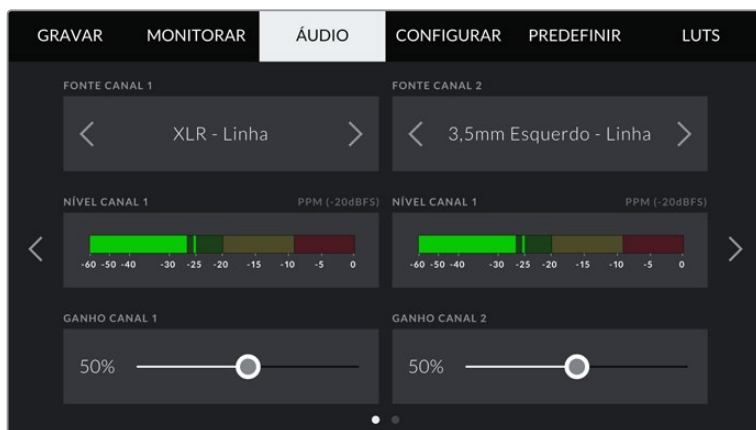 GRAVAR MONITORAR ÁUDIO CONFIGURAR PREDEFINIR LUTS
FONTE CANAL 1 FONTE CANAL 2
XLR - Linha 3,5mm Esquerdo - Linha
NÍVEL CANAL 1 PPM (-20dBFS) NÍVEL CANAL 1 PPM (-20dBFS)
-60 -50 -40 -30 -25 -20 -15 -10 -5 0 -60 -50 -40 -30 -25 -20 -15 -10 -5 0
GANHO CANAL 1 GANHO CANAL 2
50% 50%